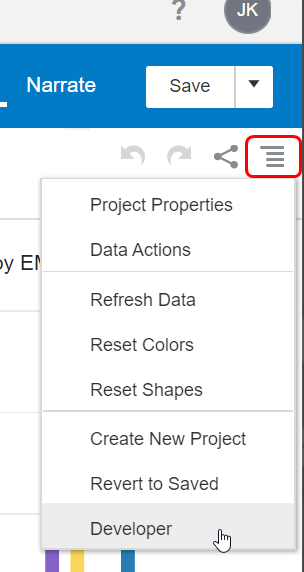 ?
JK
Narrate
Save
by EM
Project Properties
Data Actions
Refresh Data
Reset Colors
Reset Shapes
Create New Project
Revert to Saved
Developer